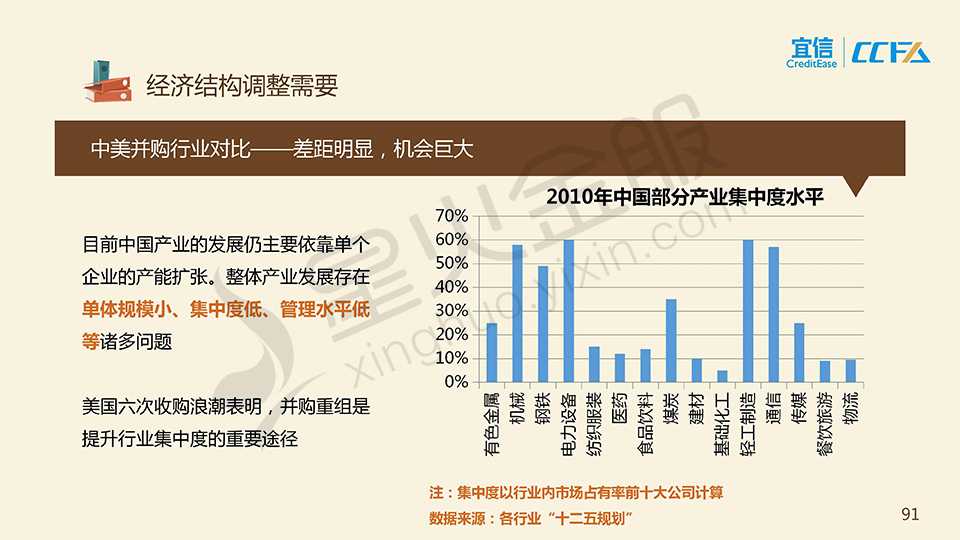 宜信
CreditEase
CCFA
经济结构调整需要
中美并购行业对比——差距明显，机会巨大
目前中国产业的发展仍主要依靠单个
企业的产能扩张。整体产业发展存在
单体规模小、集中度低、管理水平低
等诸多问题
美国六次收购浪潮表明，并购重组是
提升行业集中度的重要途径
2010年中国部分产业集中度水平
70%
60%
50%
40%
30%
20%
10%
0%
有色金属
机械
钢铁
电力设备
纺织服装
医药
食品饮料
煤炭
建材
基础化工
轻工制造
通信
传媒
餐饮旅游
物流
注：集中度以行业内市场占有率前十大公司计算
数据来源：各行业“十二五规划”
星火金服
xinghuo.yixin.com
91